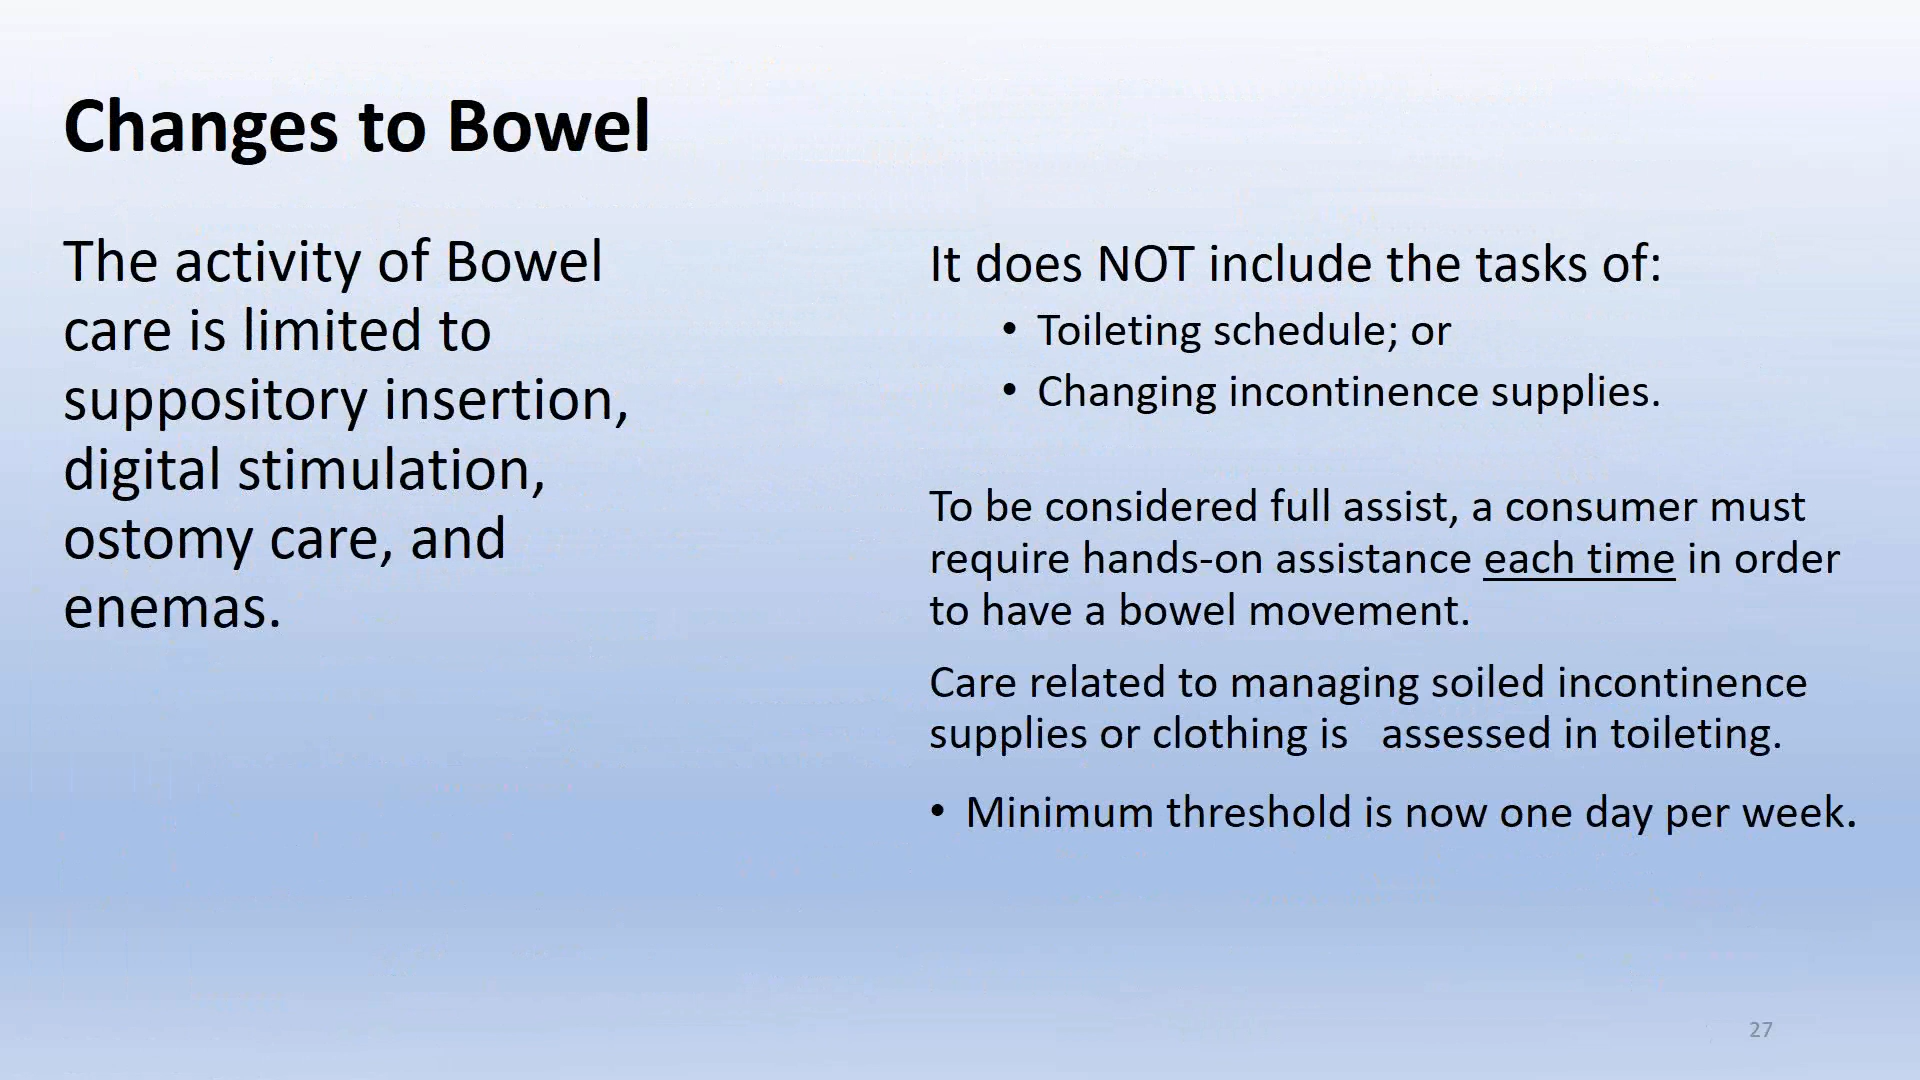 Changes to Bowel
The activity of Bowel
care is limited to
suppository insertion,
digital stimulation,
ostomy care, and
enemas.
It does NOT include the tasks of:
• Toileting schedule; or
• Changing incontinence supplies.
To be considered full assist, a consumer must
require hands-on assistance each time in order
to have a bowel movement.
Care related to managing soiled incontinence
supplies or clothing is   assessed in toileting.
• Minimum threshold is now one day per week.
27